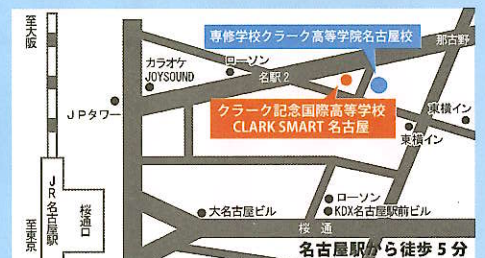 至大阪
専修学校クラーク高等学院名古屋校
那古野
カラオケ
JOYSOUND
ローソン
名駅2
JPタワー
クラーク記念国際高等学校
CLARK SMART 名古屋
東横イン
東横イン
JR名古屋駅
桜通口
大名古屋ビル
ローソン
KDX名古屋駅前ビル
桜 通
至東京
名古屋駅から徒歩5分